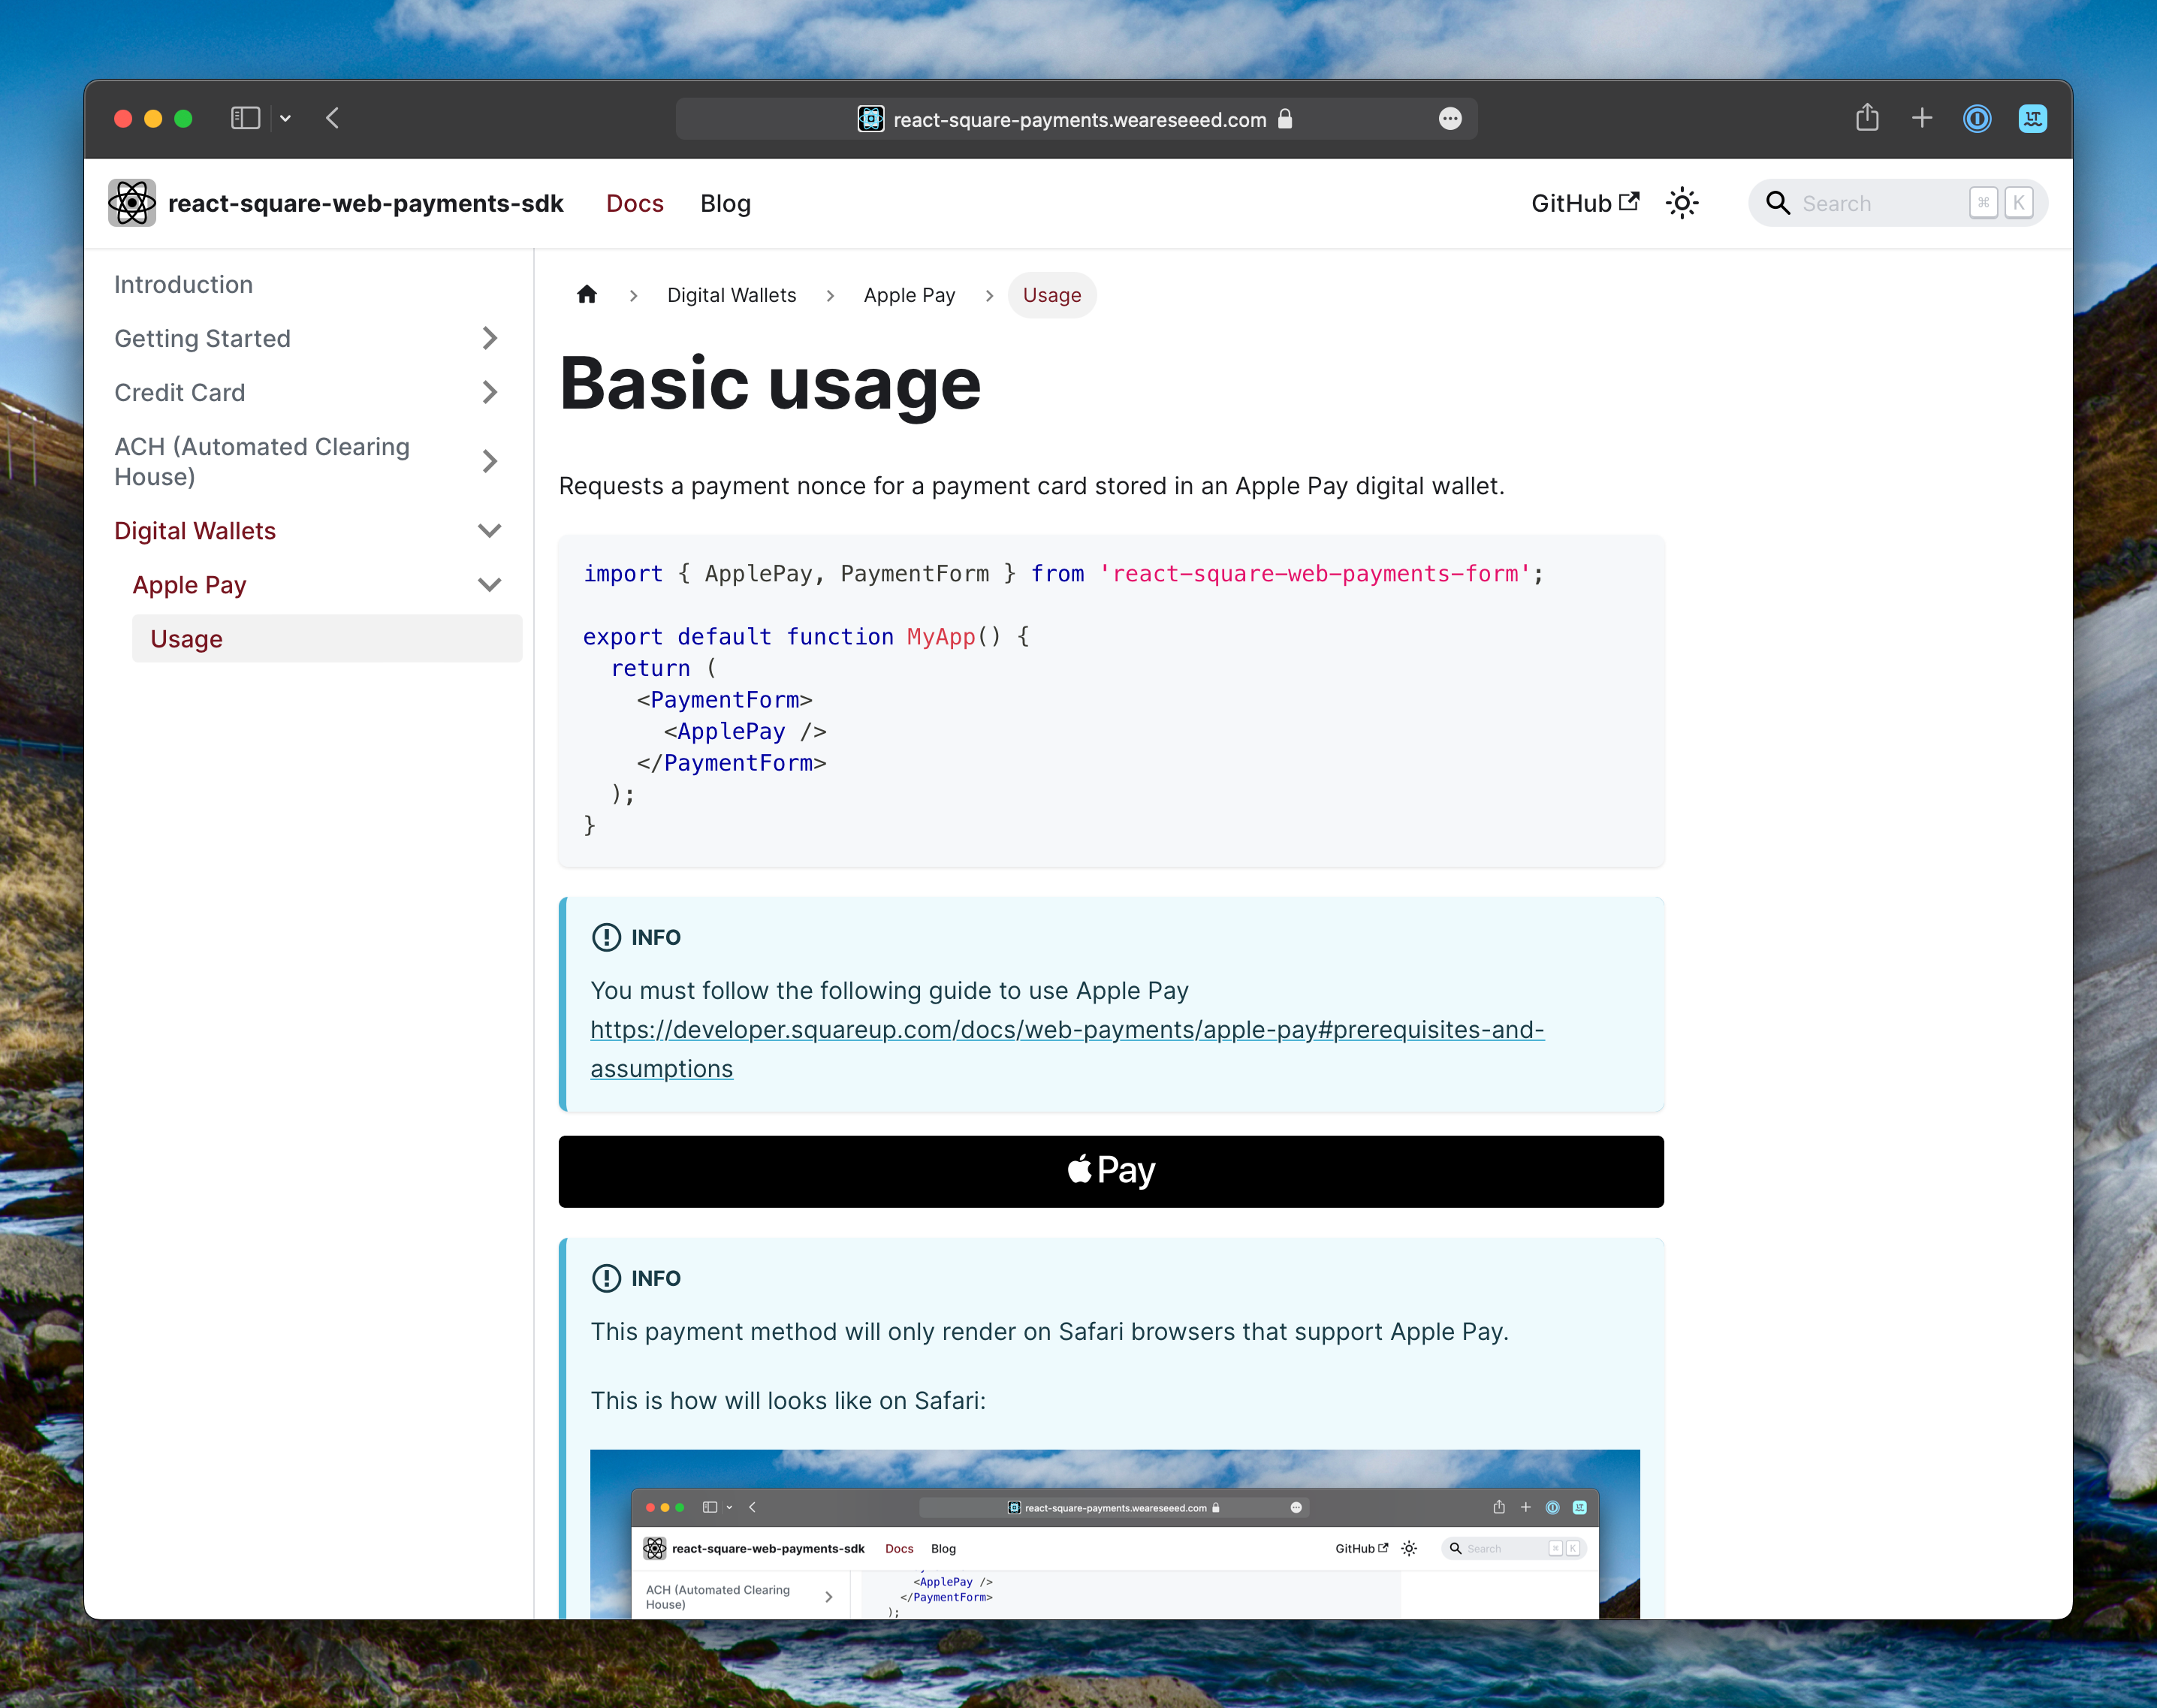 react-square-payments.weareseeed.com
react-square-web-payments-sdk
Docs
Blog
GitHub
Search
⌘ K
Introduction
Getting Started
Credit Card
ACH (Automated Clearing
House)
Digital Wallets
Apple Pay
Usage
Digital Wallets
Apple Pay
Usage
Basic usage
Requests a payment nonce for a payment card stored in an Apple Pay digital wallet.
import { ApplePay, PaymentForm } from 'react-square-web-payments-form';
export default function MyApp() {
  return (
    <PaymentForm>
      <ApplePay />
    </PaymentForm>
  );
}
INFO
You must follow the following guide to use Apple Pay
https://developer.squareup.com/docs/web-payments/apple-pay#prerequisites-and-
assumptions
Pay
INFO
This payment method will only render on Safari browsers that support Apple Pay.
This is how will looks like on Safari:
react-square-payments.weareseeed.com
react-square-web-payments-sdk
Docs
Blog
GitHub
Search
⌘ K
ACH (Automated Clearing
House)
<ApplePay />
</PaymentForm>
);